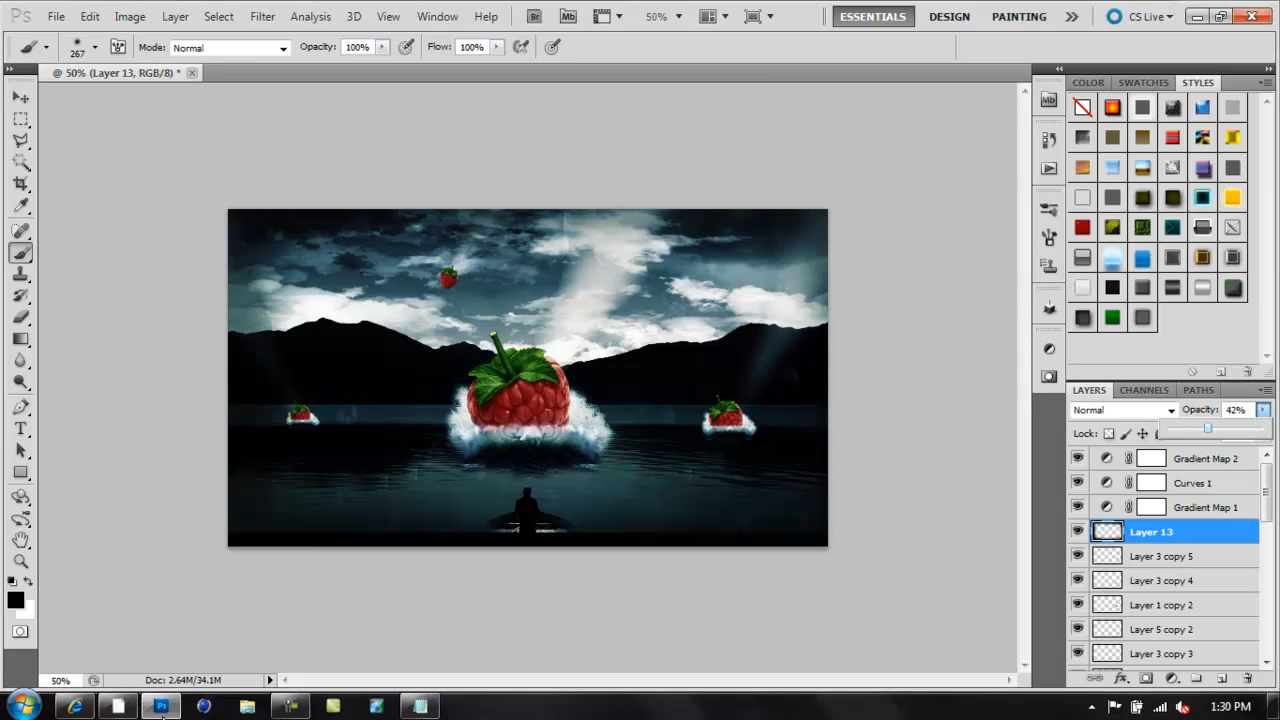 Ps File Edit Image Layer Select Filter Analysis 3D View Window Help Br Mb 50% ESSENTIALS DESIGN PAINTING CS Live
267 Mode: Normal Opacity: 100% Flow: 100%
@ 50% (Layer 13, RGB/8) *
COLOR SWATCHES STYLES
Mb
LAYERS CHANNELS PATHS
Normal Opacity: 42%
Lock:
Gradient Map 2
Curves 1
Gradient Map 1
Layer 13
Layer 3 copy 5
Layer 3 copy 4
Layer 1 copy 2
Layer 5 copy 2
Layer 3 copy 3
50% Doc: 2.64M/34.1M
Ps 1:30 PM